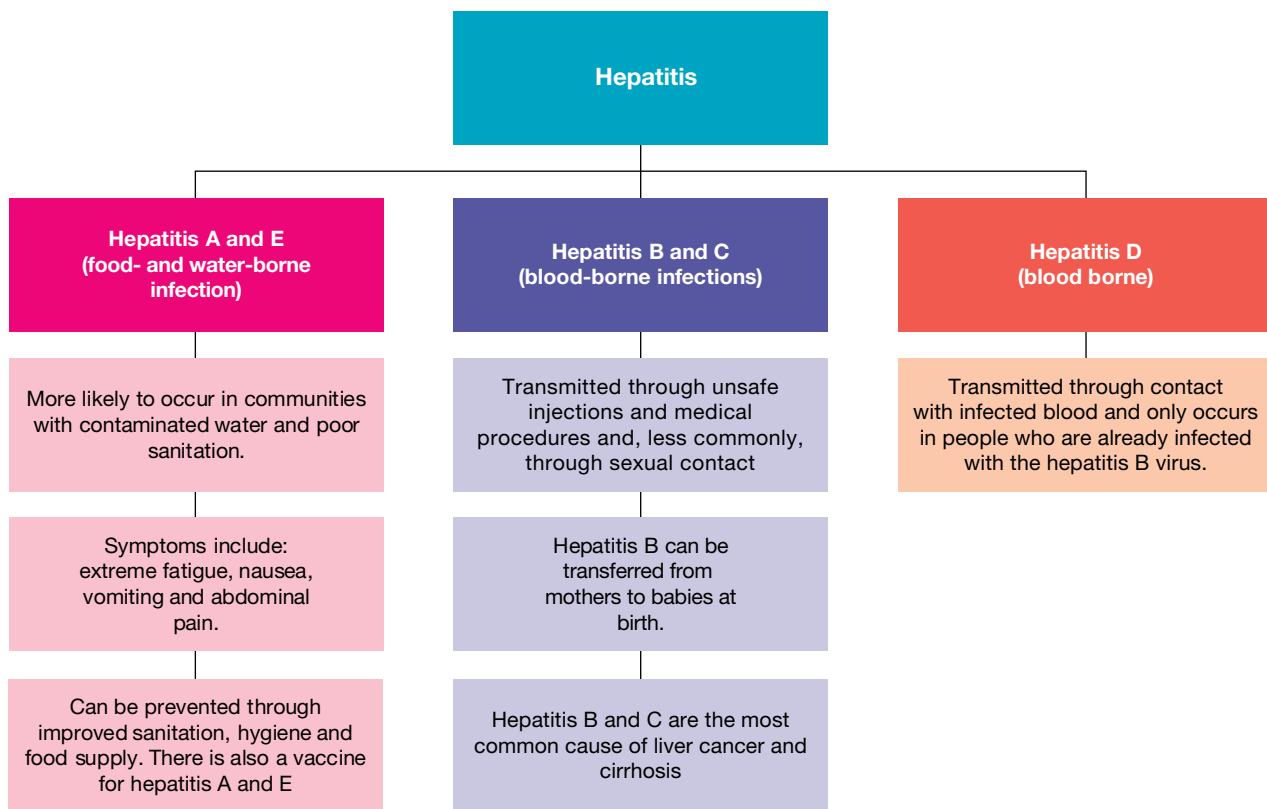 Hepatitis
Hepatitis A and E
(food- and water-borne
infection)
More likely to occur in communities
with contaminated water and poor
sanitation.
Symptoms include:
extreme fatigue, nausea,
vomiting and abdominal
pain.
Can be prevented through
improved sanitation, hygiene and
food supply. There is also a vaccine
for hepatitis A and E
Hepatitis B and C
(blood-borne infections)
Transmitted through unsafe
injections and medical
procedures and, less commonly,
through sexual contact
Hepatitis B can be
transferred from
mothers to babies at
birth.
Hepatitis B and C are the most
common cause of liver cancer and
cirrhosis
Hepatitis D
(blood borne)
Transmitted through contact
with infected blood and only occurs
in people who are already infected
with the hepatitis B virus.